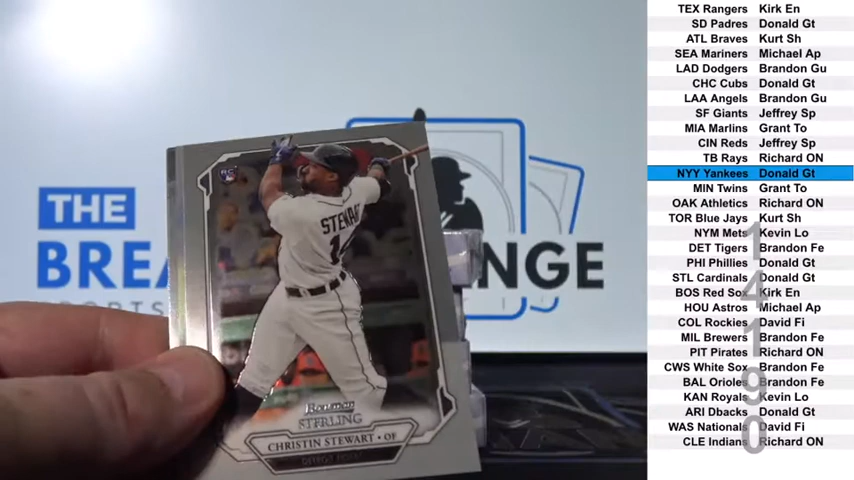 TEX Rangers Kirk En
SD Padres Donald Gt
ATL Braves Kurt Sh
SEA Mariners Michael Ap
LAD Dodgers Brandon Gu
CHC Cubs Donald Gt
LAA Angels Brandon Gu
SF Giants Jeffrey Sp
MIA Marlins Grant To
CIN Reds Jeffrey Sp
TB Rays Richard ON
NYY Yankees Donald Gt
MIN Twins Grant To
OAK Athletics Richard ON
TOR Blue Jays Kurt Sh
NYM Mets Kevin Lo
DET Tigers Brandon Fe
PHI Phillies Donald Gt
STL Cardinals Donald Gt
BOS Red Sox Kirk En
HOU Astros Michael Ap
COL Rockies David Fi
MIL Brewers Brandon Fe
PIT Pirates Richard ON
CWS White Sox Brandon Fe
BAL Orioles Brandon Fe
KAN Royals Kevin Lo
ARI Dbacks Donald Gt
WAS Nationals David Fi
CLE Indians Richard ON
1
4
1
9
0
THE
RC
STEWART
Bowman
STERLING
CHRISTIN STEWART • OF